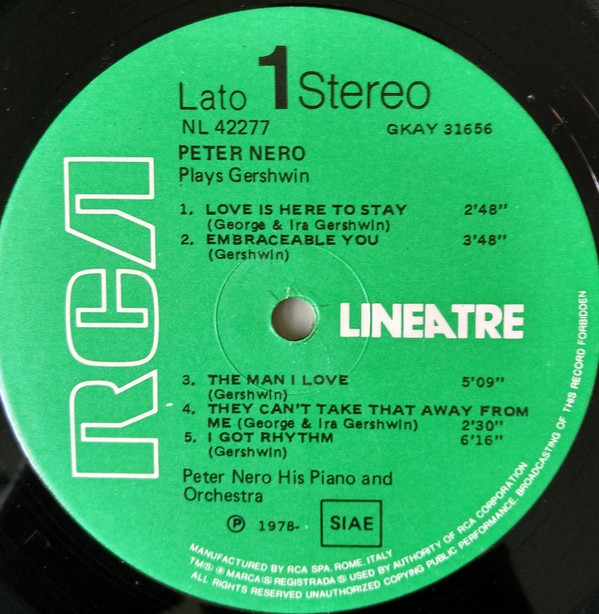 Lato 1 Stereo
NL 42277 GKAY 31656
PETER NERO
Plays Gershwin
1. LOVE IS HERE TO STAY 2'48"
(George & Ira Gershwin)
2. EMBRACEABLE YOU 3'48"
(Gershwin)
RCA
LINEATRE
3. THE MAN I LOVE 5'09"
(Gershwin)
4. THEY CAN'T TAKE THAT AWAY FROM
ME (George & Ira Gershwin) 2'30"
5. I GOT RHYTHM 6'16"
(Gershwin)
Peter Nero His Piano and
Orchestra
℗ 1978- SIAE
MANUFACTURED BY RCA SPA. ROME, ITALY
TM(S) ® MARCA(S) REGISTRADA(S) USED BY AUTHORITY OF RCA CORPORATION
ALL RIGHTS RESERVED UNAUTHORIZED COPYING PUBLIC PERFORMANCE, BROADCASTING OF THIS RECORD FORBIDDEN